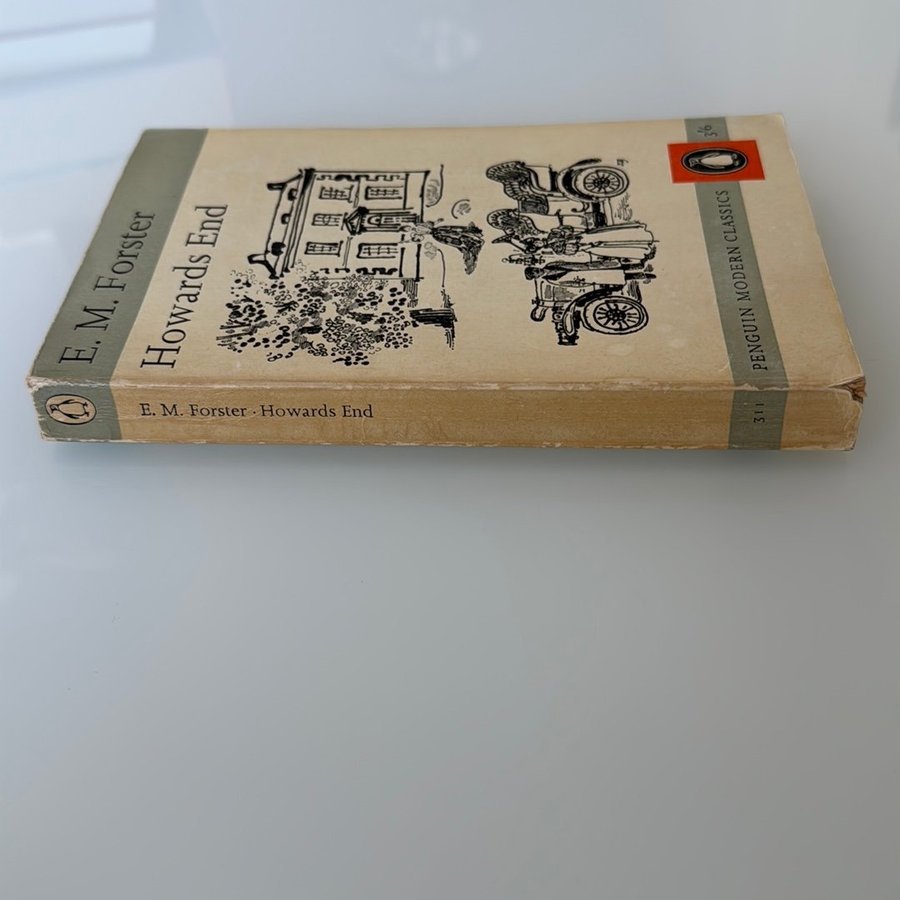 E. M. Forster
Howards End
3'6
PENGUIN MODERN CLASSICS
E. M. Forster · Howards End
311